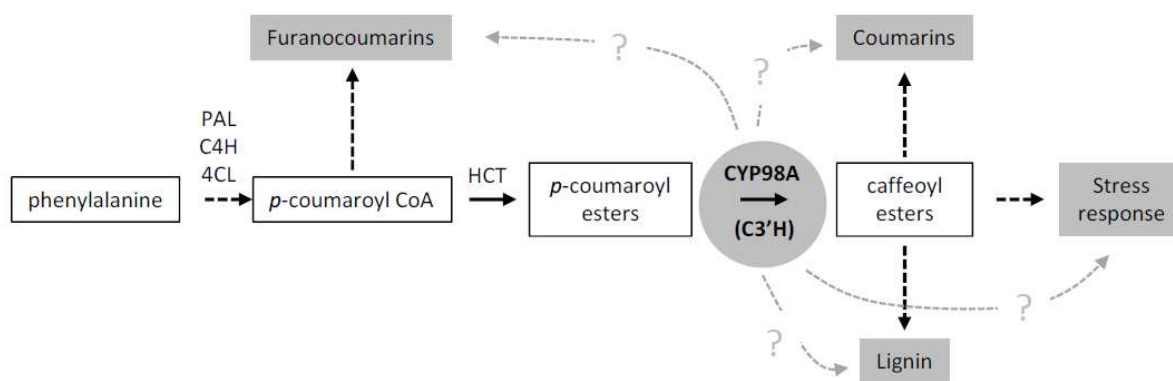 Furanocoumarins
?
?
Coumarins
PAL
C4H
4CL
HCT
phenylalanine
p-coumaroyl CoA
p-coumaroyl
esters
CYP98A
(C3'H)
caffeoyl
esters
Stress
response
?
?
Lignin